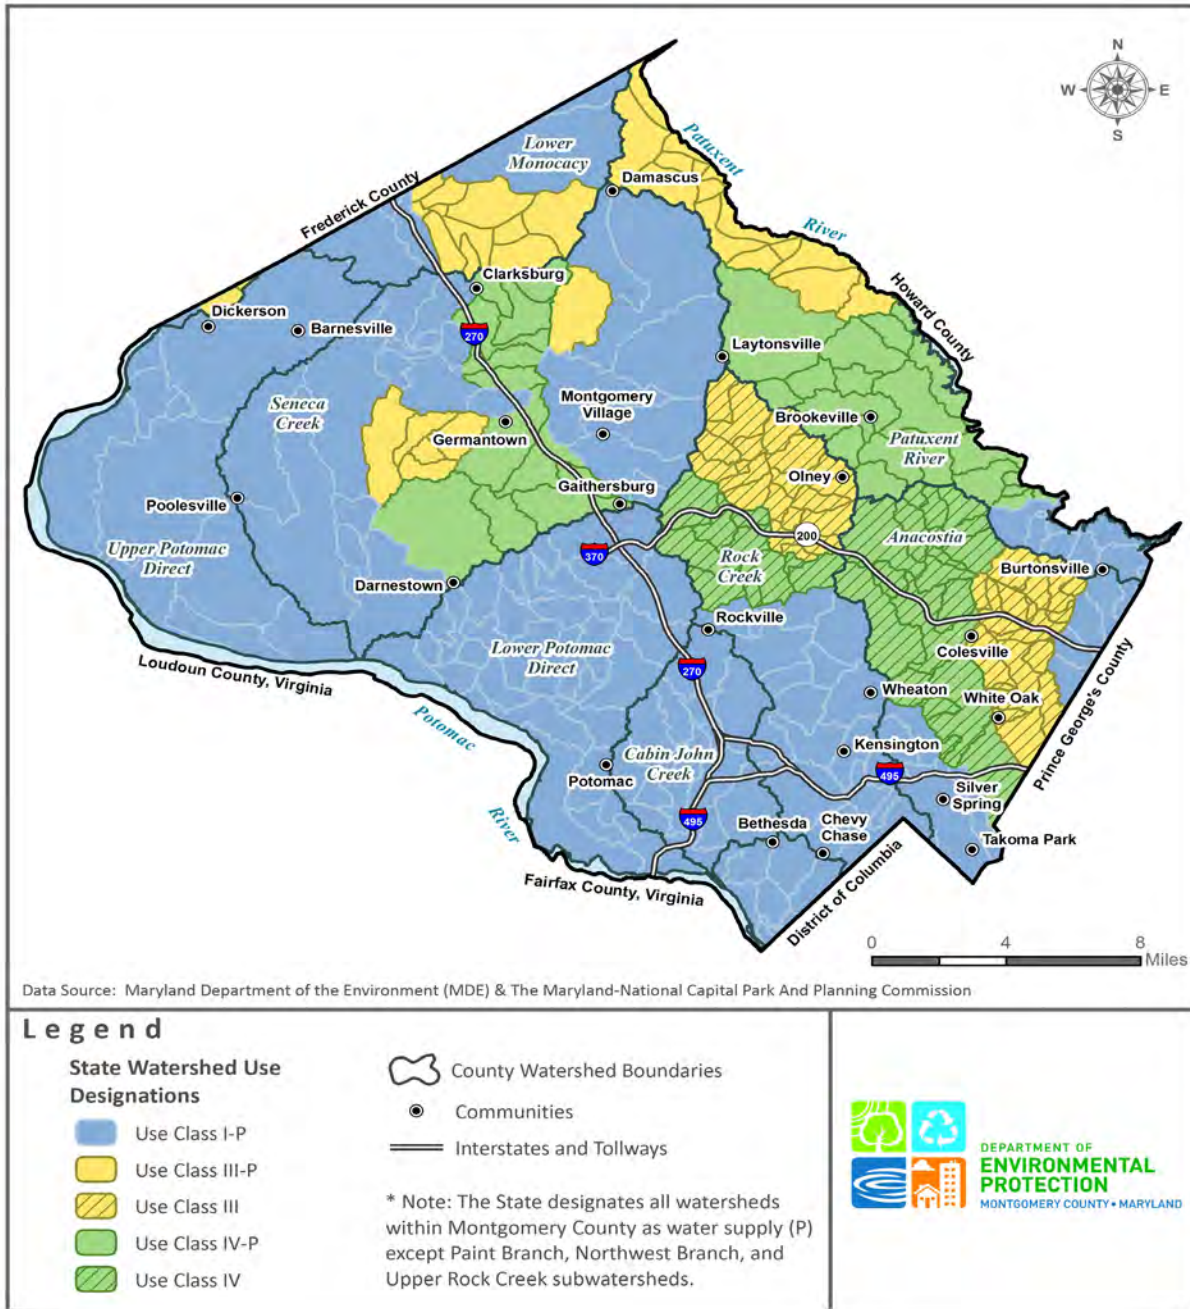 N
W
E
S
Patuxent
River
Lower
Monocacy
Damascus
Frederick County
Howard County
Clarksburg
Dickerson
Barnesville
270
Laytonsville
Seneca
Creek
Montgomery
Village
Germantown
Brookeville
Patuxent
River
Gaithersburg
Olney
Poolesville
Upper Potomac
Direct
370
200
Anacostia
Rock
Creek
Burtonsville
Darnestown
Rockville
Lower Potomac
Direct
Colesville
270
Loudoun County, Virginia
Wheaton
White Oak
Prince George's County
Potomac
River
Cabin John
Creek
Kensington
Potomac
495
Silver
Spring
495
Bethesda
Chevy
Chase
Takoma Park
Fairfax County, Virginia
District of Columbia
0 4 8
Miles
Data Source: Maryland Department of the Environment (MDE) & The Maryland-National Capital Park And Planning Commission
Legend
State Watershed Use
Designations
Use Class I-P
Use Class III-P
Use Class III
Use Class IV-P
Use Class IV
County Watershed Boundaries
Communities
Interstates and Tollways
* Note: The State designates all watersheds
within Montgomery County as water supply (P)
except Paint Branch, Northwest Branch, and
Upper Rock Creek subwatersheds.
DEPARTMENT OF
ENVIRONMENTAL
PROTECTION
MONTGOMERY COUNTY • MARYLAND